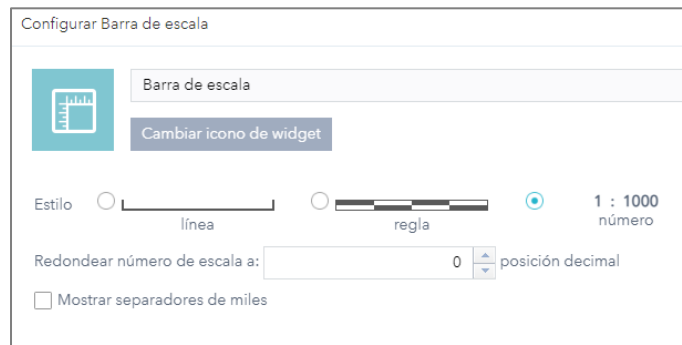 Configurar Barra de escala
Barra de escala
Cambiar icono de widget
Estilo
línea
regla
1 : 1000
número
Redondear número de escala a: 0 posición decimal
Mostrar separadores de miles